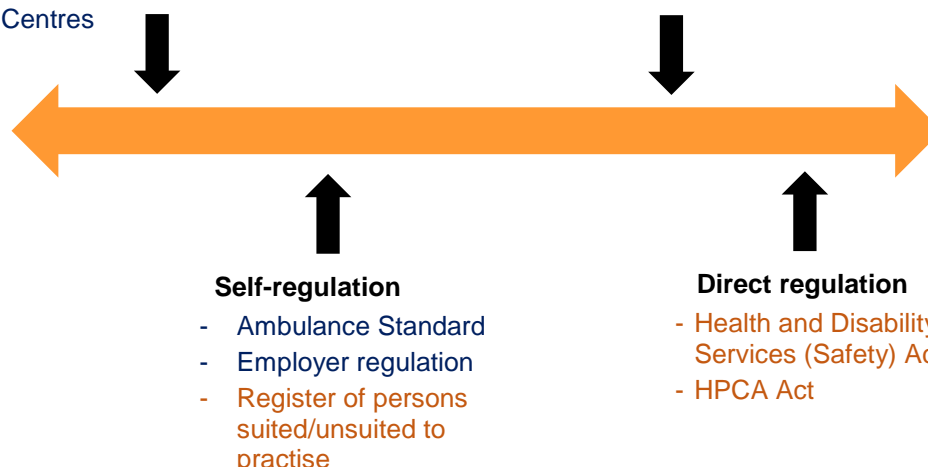 Centres
Self-regulation
- Ambulance Standard
- Employer regulation
- Register of persons
suited/unsuited to
practise
Direct regulation
- Health and Disability
Services (Safety) Ac
- HPCA Act